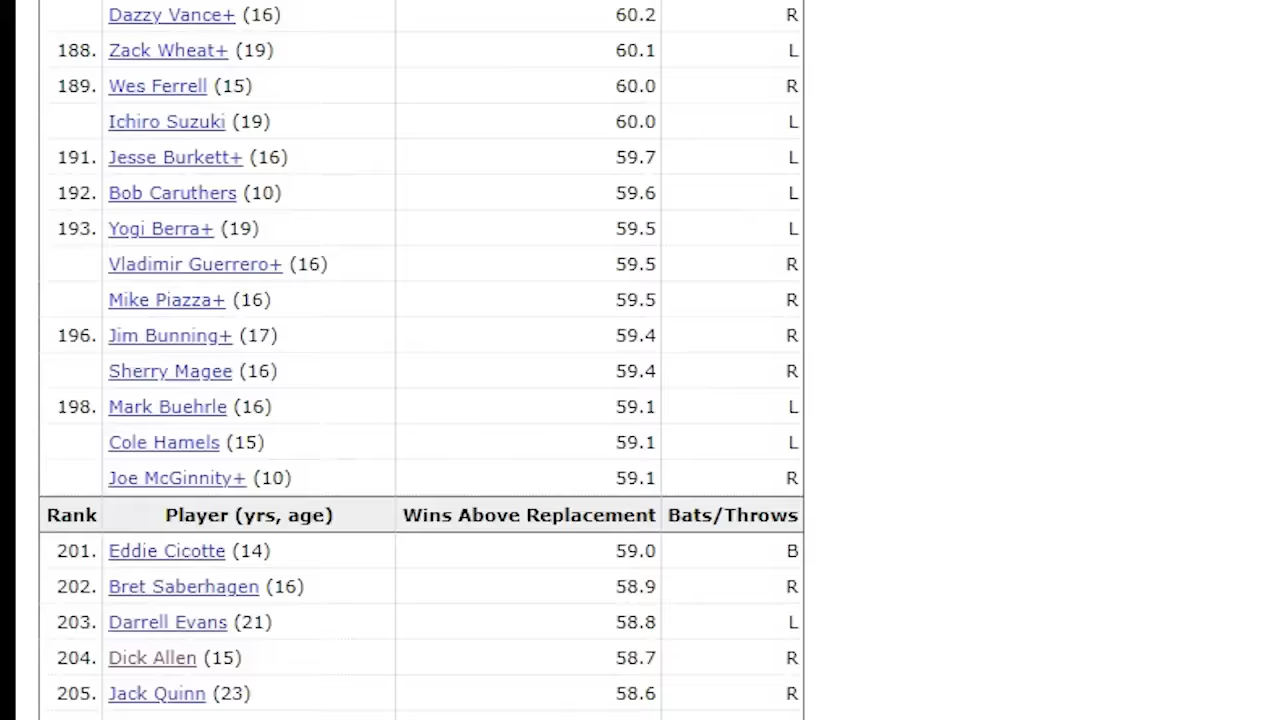 Dazzy Vance+ (16) 60.2 R
188. Zack Wheat+ (19) 60.1 L
189. Wes Ferrell (15) 60.0 R
Ichiro Suzuki (19) 60.0 L
191. Jesse Burkett+ (16) 59.7 L
192. Bob Caruthers (10) 59.6 L
193. Yogi Berra+ (19) 59.5 L
Vladimir Guerrero+ (16) 59.5 R
Mike Piazza+ (16) 59.5 R
196. Jim Bunning+ (17) 59.4 R
Sherry Magee (16) 59.4 R
198. Mark Buehrle (16) 59.1 L
Cole Hamels (15) 59.1 L
Joe McGinnity+ (10) 59.1 R
Rank Player (yrs, age) Wins Above Replacement Bats/Throws
201. Eddie Cicotte (14) 59.0 B
202. Bret Saberhagen (16) 58.9 R
203. Darrell Evans (21) 58.8 L
204. Dick Allen (15) 58.7 R
205. Jack Quinn (23) 58.6 R